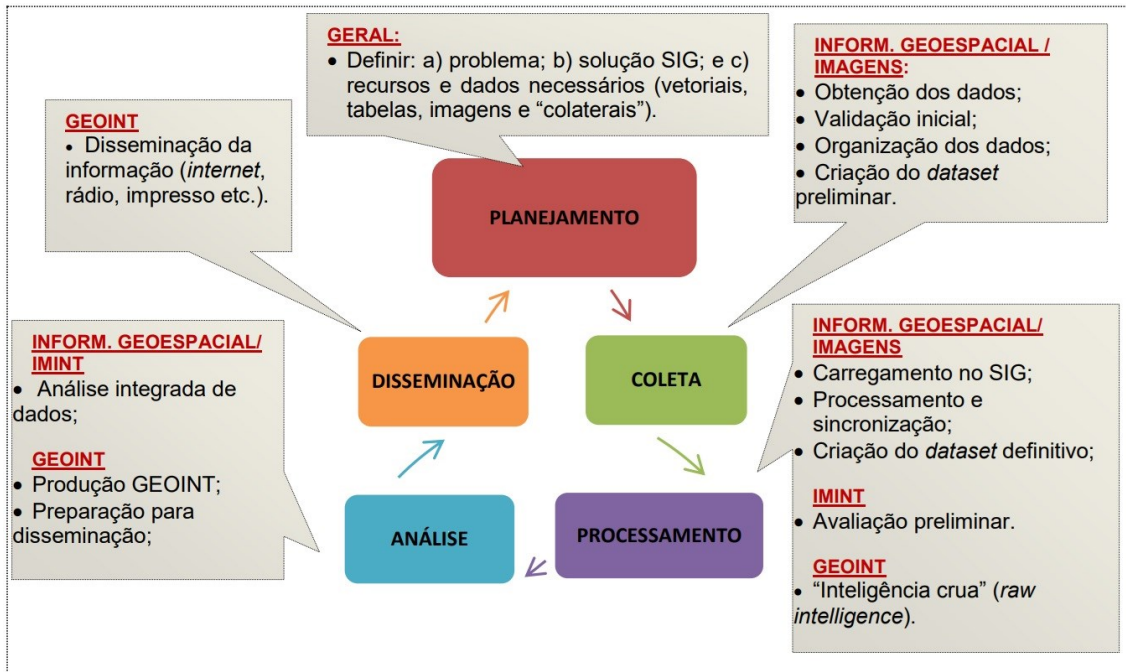 GERAL:
• Definir: a) problema; b) solução SIG; e c)
recursos e dados necessários (vetoriais,
tabelas, imagens e “colaterais”).
INFORM. GEOESPACIAL /
IMAGENS:
• Obtenção dos dados;
• Validação inicial;
• Organização dos dados;
• Criação do dataset
preliminar.
GEOINT
• Disseminação da
informação (internet,
rádio, impresso etc.).
PLANEJAMENTO
DISSEMINAÇÃO
COLETA
ANÁLISE
PROCESSAMENTO
INFORM. GEOESPACIAL/
IMINT
• Análise integrada de
dados;
GEOINT
• Produção GEOINT;
• Preparação para
disseminação;
INFORM. GEOESPACIAL/
IMAGENS
• Carregamento no SIG;
• Processamento e
sincronização;
• Criação do dataset definitivo;
IMINT
• Avaliação preliminar.
GEOINT
• “Inteligência crua” (raw
intelligence).